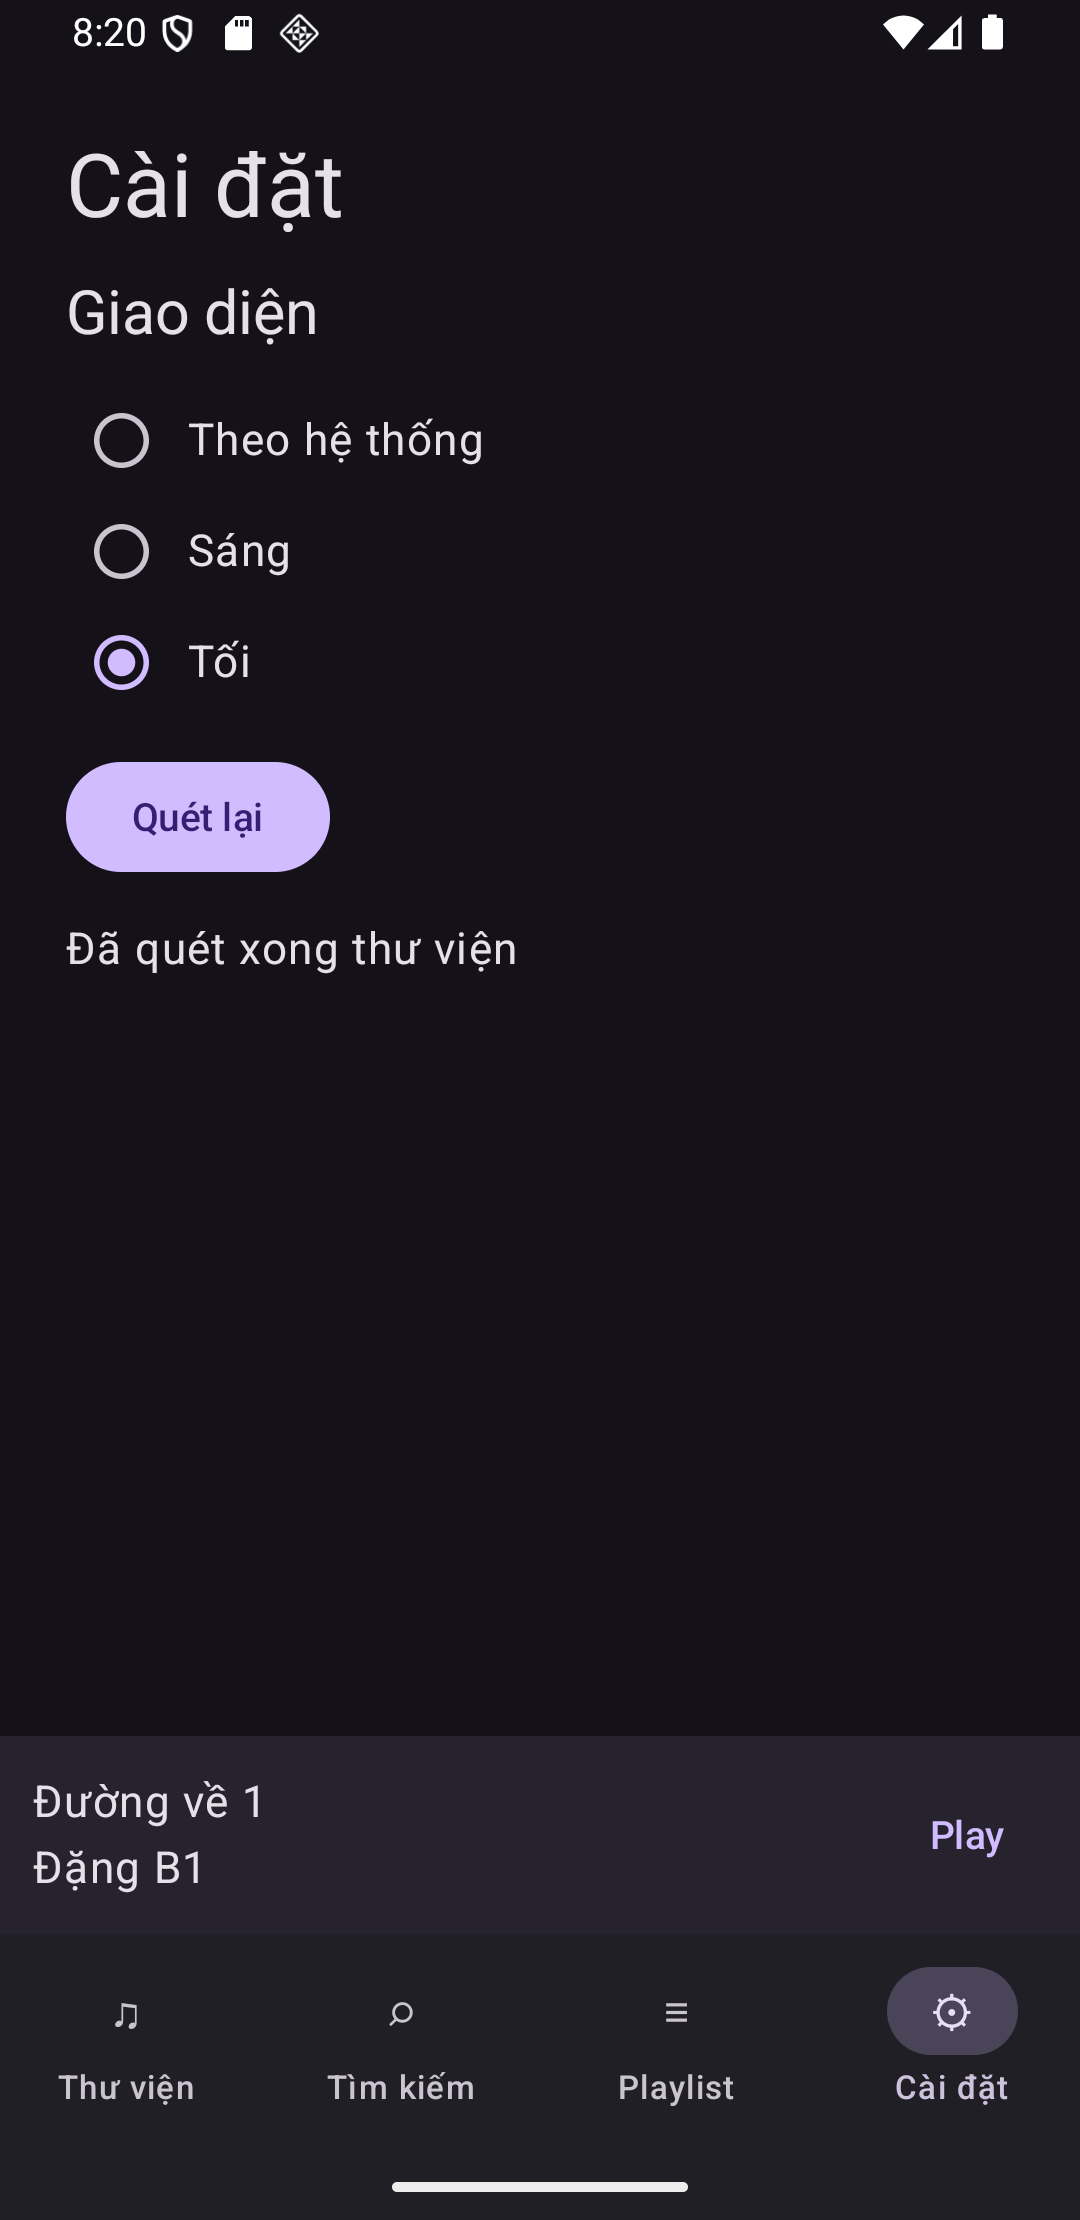 8:20
Cài đặt
Giao diện
Theo hệ thống
Sáng
Tối
Quét lại
Đã quét xong thư viện
Đường về 1
Đặng B1
Play
Thư viện
Tìm kiếm
Playlist
Cài đặt